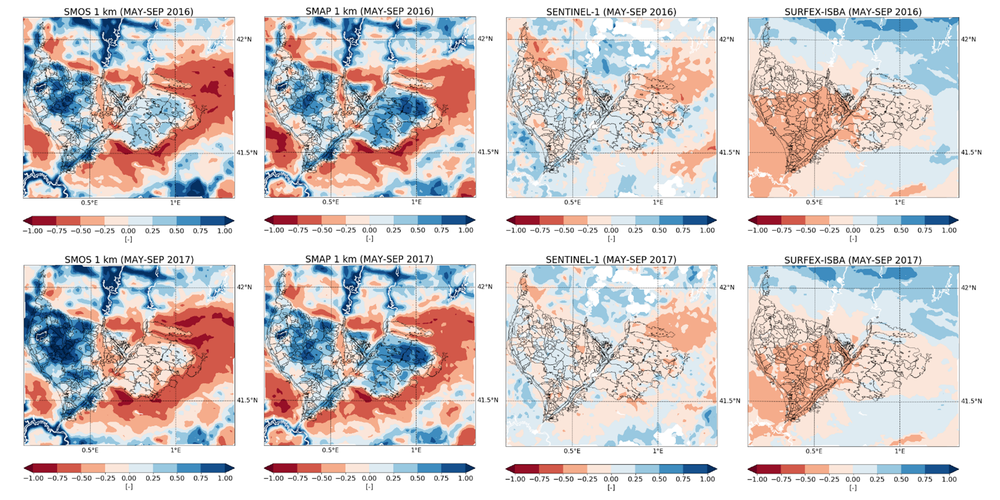 SMOS 1 km (MAY-SEP 2016)
SMAP 1 km (MAY-SEP 2016)
SENTINEL-1 (MAY-SEP 2016)
SURFEX-ISBA (MAY-SEP 2016)
42°N 42°N 42°N 42°N
41.5°N 41.5°N 41.5°N 41.5°N
0.5°E 1°E 0.5°E 1°E 0.5°E 1°E 0.5°E 1°E
−1.00 −0.75 −0.50 −0.25 0.00 0.25 0.50 0.75 1.00
[-]
−1.00 −0.75 −0.50 −0.25 0.00 0.25 0.50 0.75 1.00
[-]
−1.00 −0.75 −0.50 −0.25 0.00 0.25 0.50 0.75 1.00
[-]
−1.00 −0.75 −0.50 −0.25 0.00 0.25 0.50 0.75 1.00
[-]
SMOS 1 km (MAY-SEP 2017)
SMAP 1 km (MAY-SEP 2017)
SENTINEL-1 (MAY-SEP 2017)
SURFEX-ISBA (MAY-SEP 2017)
42°N 42°N 42°N 42°N
41.5°N 41.5°N 41.5°N 41.5°N
0.5°E 1°E 0.5°E 1°E 0.5°E 1°E 0.5°E 1°E
−1.00 −0.75 −0.50 −0.25 0.00 0.25 0.50 0.75 1.00
[-]
−1.00 −0.75 −0.50 −0.25 0.00 0.25 0.50 0.75 1.00
[-]
−1.00 −0.75 −0.50 −0.25 0.00 0.25 0.50 0.75 1.00
[-]
−1.00 −0.75 −0.50 −0.25 0.00 0.25 0.50 0.75 1.00
[-]